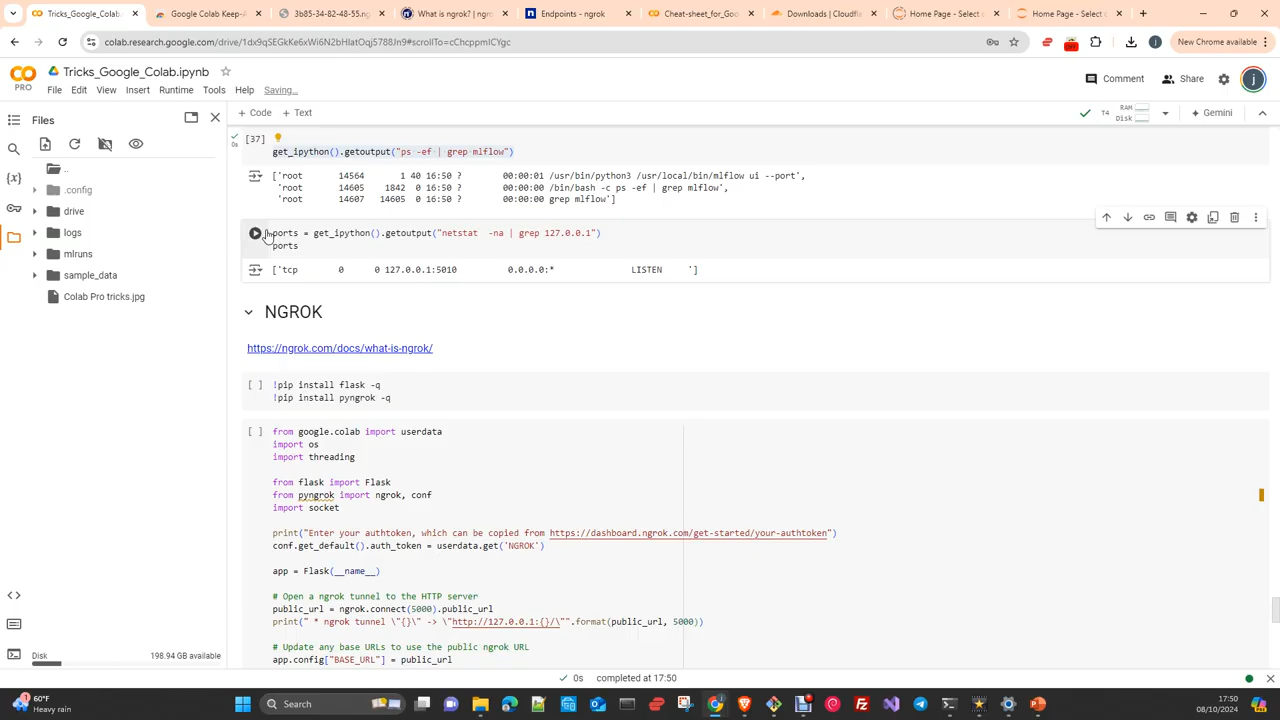 Tricks_Google_Colab.ipynb
Google Colab Keep-A
3b85-34-82-48-55.n
What is ngrok? | ngro
Endpoints - ngrok
Cheat-sheet_for_Goo
Downloads | Cloudfla
Home Page - Select o
Home Page - Select o
colab.research.google.com/drive/1dx9qSEGkKe6xWi6N2bHIatOqj5788Jn9#scrollTo=cChcppmICYgc
OFF
j
New Chrome available
PRO
Tricks_Google_Colab.ipynb
Comment
Share
j
File Edit View Insert Runtime Tools Help Saving...
Files
+ Code + Text
T4 RAM Disk
Gemini
..
.config
drive
logs
mlruns
sample_data
Colab Pro tricks.jpg
{x}
Disk 198.94 GB available
[37]
0s
get_ipython().getoutput("ps -ef | grep mlflow")
['root 14564 1 40 16:50 ? 00:00:01 /usr/bin/python3 /usr/local/bin/mlflow ui --port',
'root 14605 1842 0 16:50 ? 00:00:00 /bin/bash -c ps -ef | grep mlflow',
'root 14607 14605 0 16:50 ? 00:00:00 grep mlflow']
ports = get_ipython().getoutput("netstat -na | grep 127.0.0.1")
ports
['tcp 0 0 127.0.0.1:5010 0.0.0.0:* LISTEN ']
NGROK
https://ngrok.com/docs/what-is-ngrok/
[ ] !pip install flask -q
!pip install pyngrok -q
[ ] from google.colab import userdata
import os
import threading
from flask import Flask
from pyngrok import ngrok, conf
import socket
print("Enter your authtoken, which can be copied from https://dashboard.ngrok.com/get-started/your-authtoken")
conf.get_default().auth_token = userdata.get('NGROK')
app = Flask(__name__)
# Open a ngrok tunnel to the HTTP server
public_url = ngrok.connect(5000).public_url
print(" * ngrok tunnel \"{}\" -> \"http://127.0.0.1:{}/\"".format(public_url, 5000))
# Update any base URLs to use the public ngrok URL
app.config["BASE_URL"] = public_url
0s completed at 17:50
1
60°F
Heavy rain
Search
17:50
08/10/2024